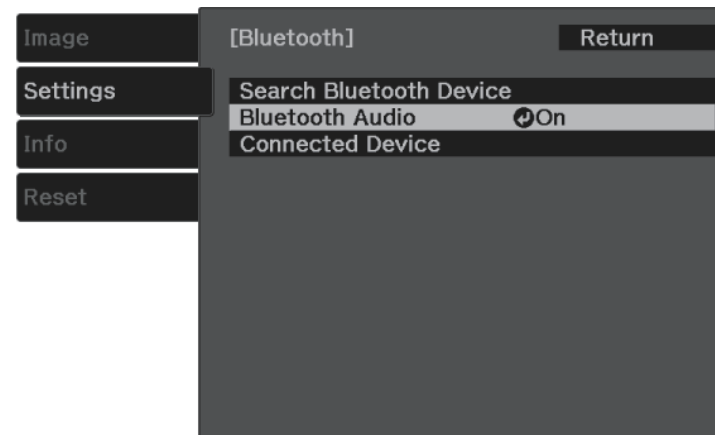 Image
Settings
Info
Reset
[Bluetooth]
Return
Search Bluetooth Device
Bluetooth Audio On
Connected Device